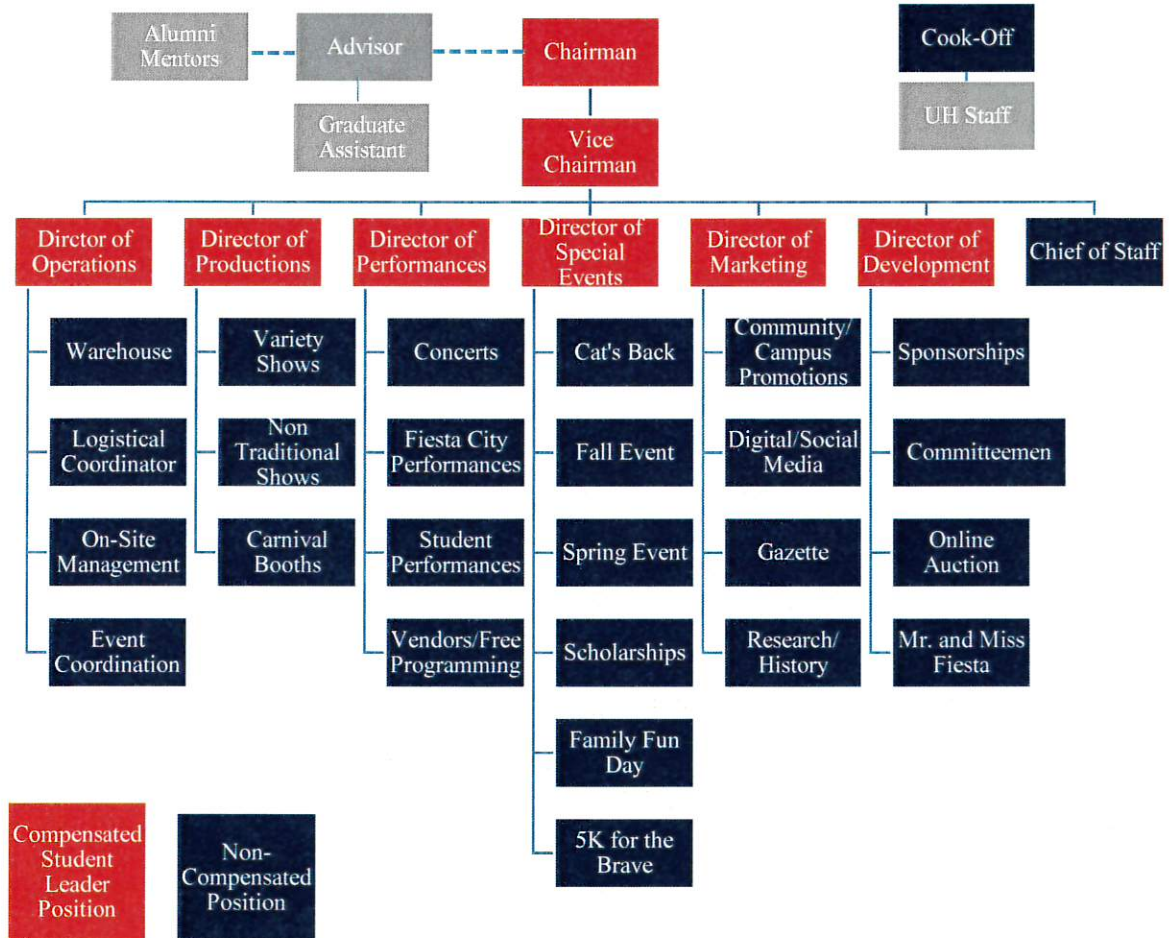 Alumni
Mentors
Advisor
Chairman
Cook-Off
Graduate
Assistant
UH Staff
Vice
Chairman
Dirctor of
Operations
Director of
Productions
Director of
Performances
Director of
Special
Events
Director of
Marketing
Director of
Development
Chief of Staff
Warehouse
Variety
Shows
Concerts
Cat's Back
Community/
Campus
Promotions
Sponsorships
Logistical
Coordinator
Non
Traditional
Shows
Fiesta City
Performances
Fall Event
Digital/Social
Media
Committeemen
On-Site
Management
Carnival
Booths
Student
Performances
Spring Event
Gazette
Online
Auction
Event
Coordination
Vendors/Free
Programming
Scholarships
Research/
History
Mr. and Miss
Fiesta
Family Fun
Day
5K for the
Brave
Compensated
Student
Leader
Position
Non-
Compensated
Position